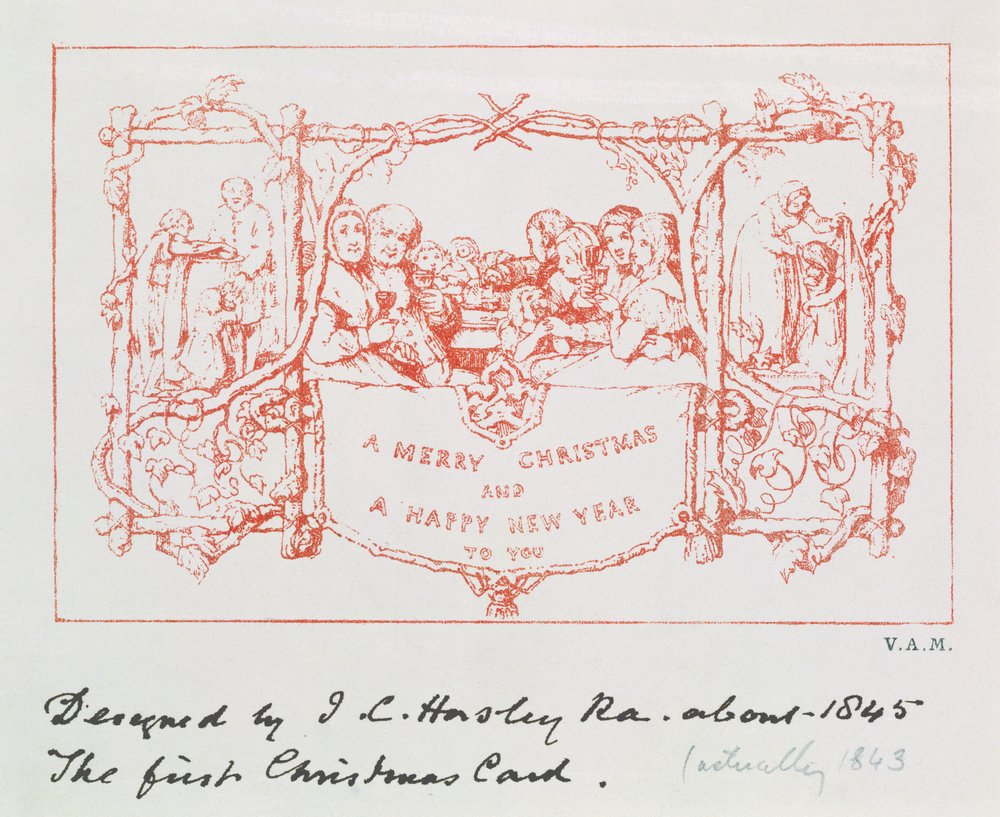 A MERRY CHRISTMAS
AND
A HAPPY NEW YEAR
TO YOU
V.A.M.
Designed by J.C. Horsley Ra. about 1845
The first Christmas Card.
(actually 1843